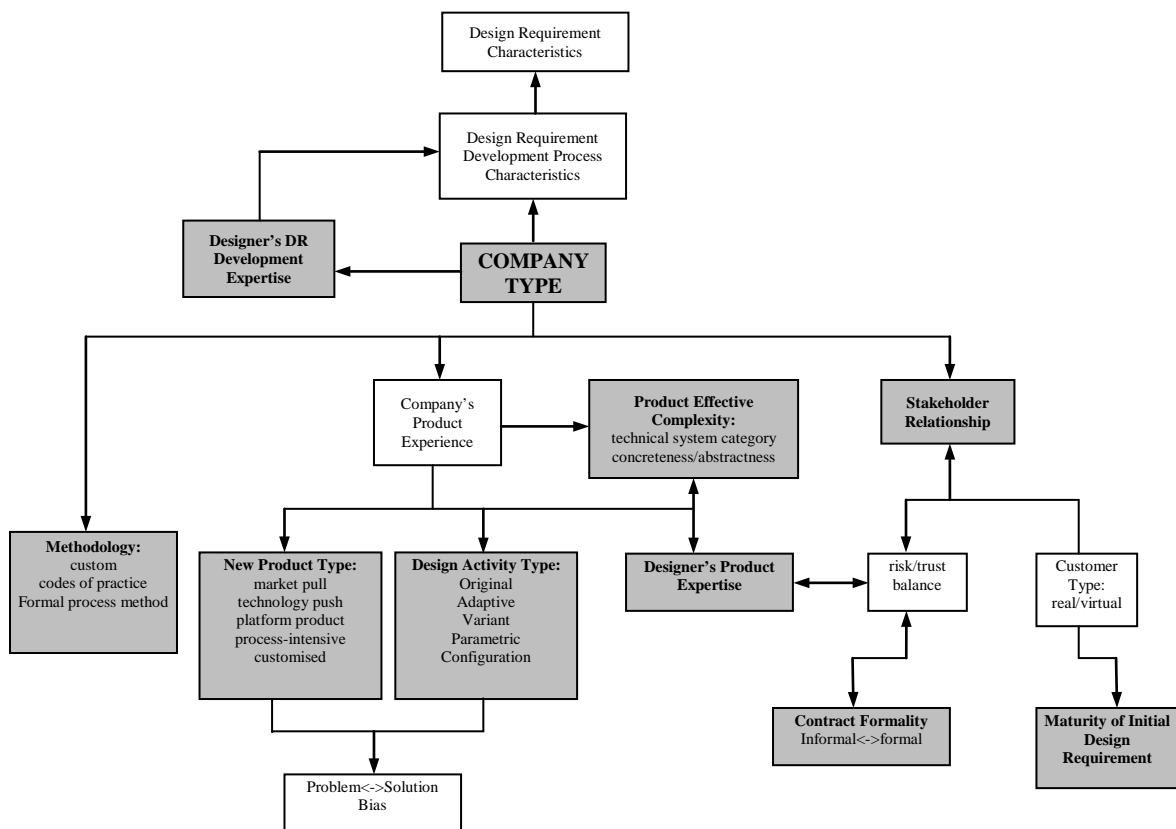 Design Requirement
Characteristics
Design Requirement
Development Process
Characteristics
Designer’s DR
Development
Expertise
COMPANY
TYPE
Company’s
Product
Experience
Product Effective
Complexity:
technical system category
concreteness/abstractness
Stakeholder
Relationship
Methodology:
custom
codes of practice
Formal process method
New Product Type:
market pull
technology push
platform product
process-intensive
customised
Design Activity Type:
Original
Adaptive
Variant
Parametric
Configuration
Designer’s Product
Expertise
risk/trust
balance
Customer
Type:
real/virtual
Contract Formality
Informal<->formal
Maturity of Initial
Design
Requirement
Problem<->Solution
Bias